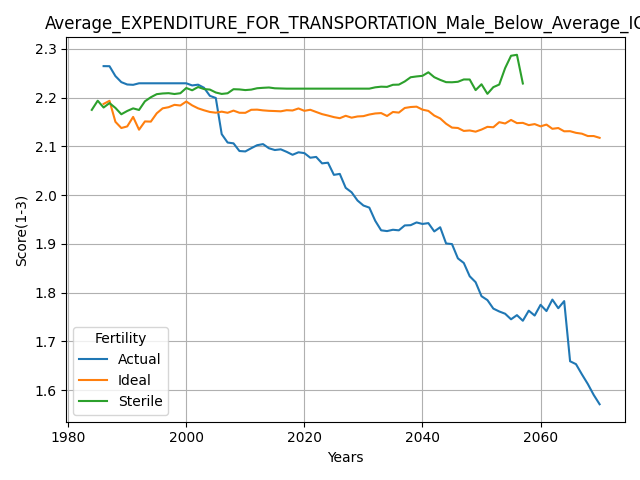 Average_EXPENDITURE_FOR_TRANSPORTATION_Male_Below_Average_IQ
2.3
2.2
2.1
2.0
1.9
1.8
1.7
1.6
Score(1-3)
Fertility
Actual
Ideal
Sterile
1980
2000
2020
2040
2060
Years